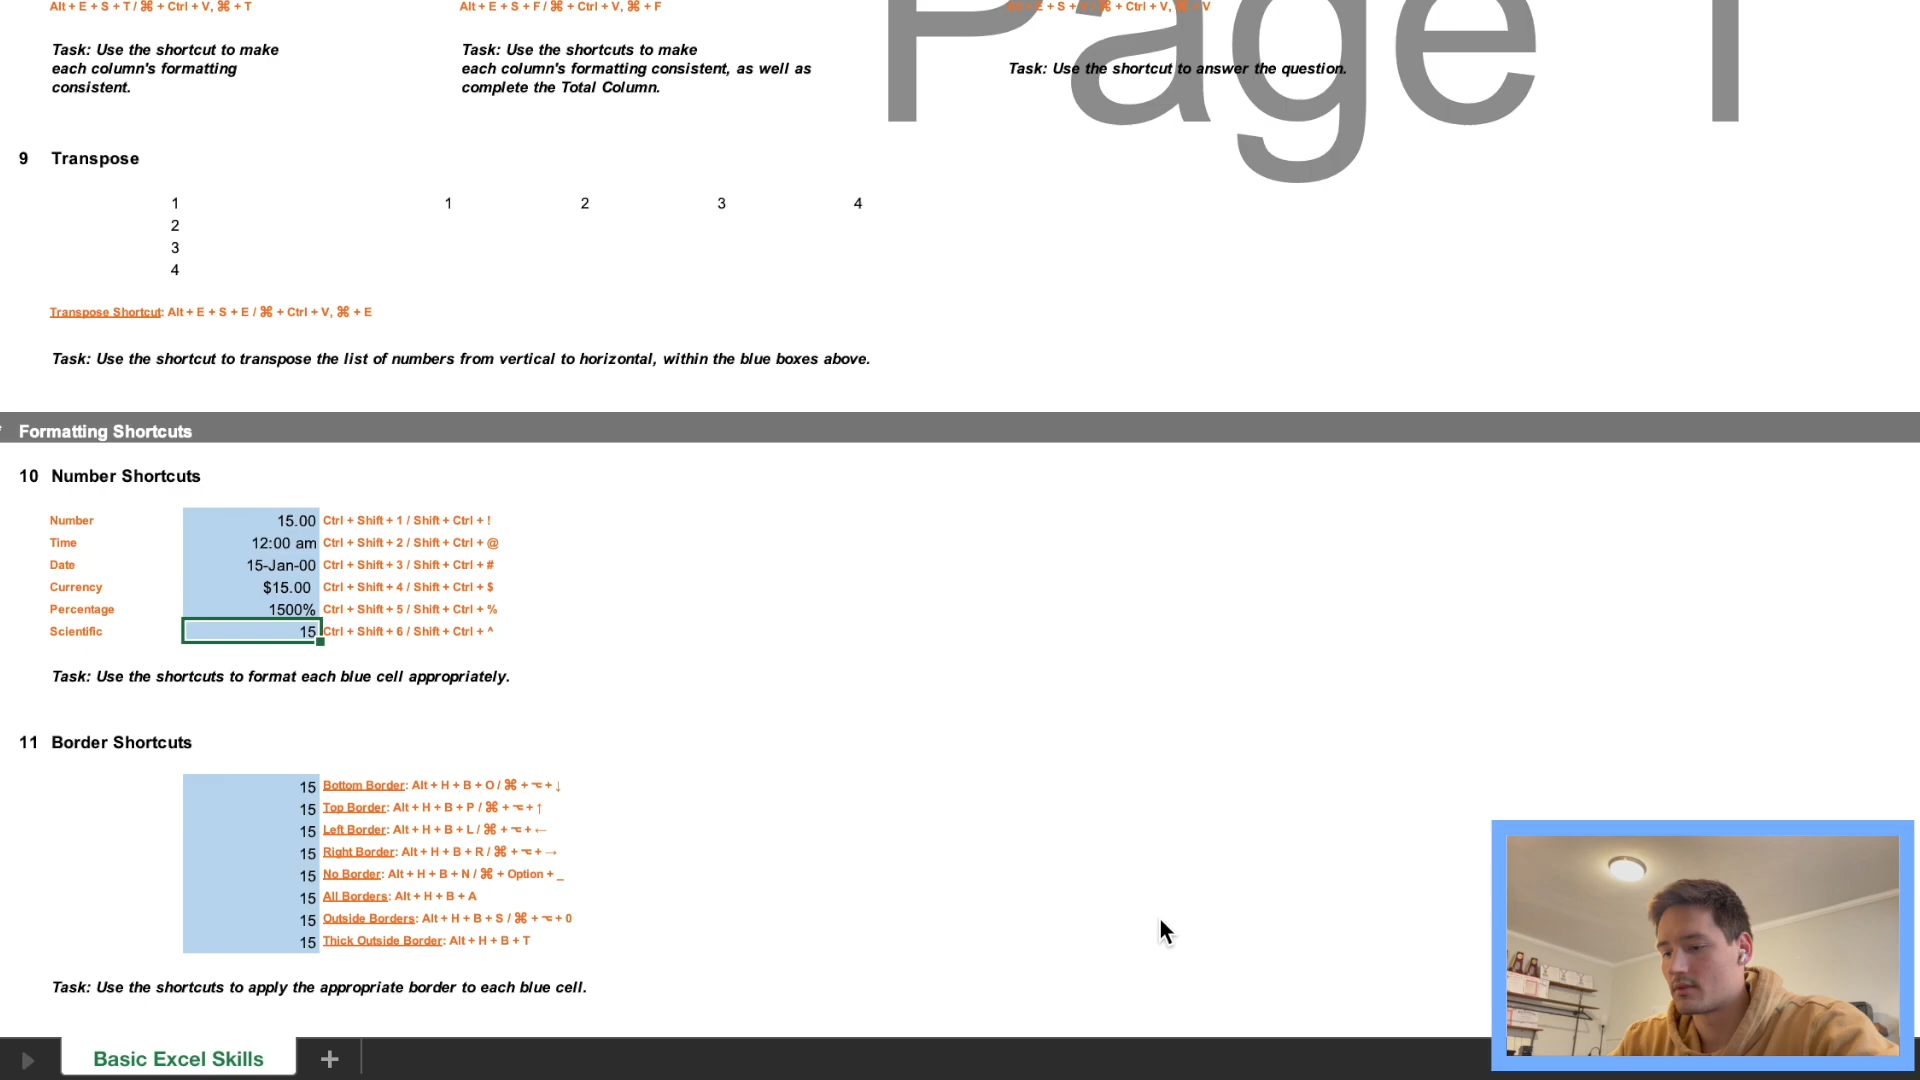 Alt + E + S + T / ⌘ + Ctrl + V, ⌘ + T
Alt + E + S + F / ⌘ + Ctrl + V, ⌘ + F
E + S + ⌘ + Ctrl + V, ⌘ + V
Task: Use the shortcut to make
each column's formatting
consistent.
Task: Use the shortcuts to make
each column's formatting consistent, as well as
complete the Total Column.
Task: Use the shortcut to answer the question.
Page 1
9 Transpose
1 1 2 3 4
2
3
4
Transpose Shortcut: Alt + E + S + E / ⌘ + Ctrl + V, ⌘ + E
Task: Use the shortcut to transpose the list of numbers from vertical to horizontal, within the blue boxes above.
Formatting Shortcuts
10 Number Shortcuts
Number 15.00 Ctrl + Shift + 1 / Shift + Ctrl + !
Time 12:00 am Ctrl + Shift + 2 / Shift + Ctrl + @
Date 15-Jan-00 Ctrl + Shift + 3 / Shift + Ctrl + #
Currency $15.00 Ctrl + Shift + 4 / Shift + Ctrl + $
Percentage 1500% Ctrl + Shift + 5 / Shift + Ctrl + %
Scientific 15 Ctrl + Shift + 6 / Shift + Ctrl + ^
Task: Use the shortcuts to format each blue cell appropriately.
11 Border Shortcuts
15 Bottom Border: Alt + H + B + O / ⌘ + ⌥ + ↓
15 Top Border: Alt + H + B + P / ⌘ + ⌥ + ↑
15 Left Border: Alt + H + B + L / ⌘ + ⌥ + ←
15 Right Border: Alt + H + B + R / ⌘ + ⌥ + →
15 No Border: Alt + H + B + N / ⌘ + Option + _
15 All Borders: Alt + H + B + A
15 Outside Borders: Alt + H + B + S / ⌘ + ⌥ + 0
15 Thick Outside Border: Alt + H + B + T
Task: Use the shortcuts to apply the appropriate border to each blue cell.
Basic Excel Skills